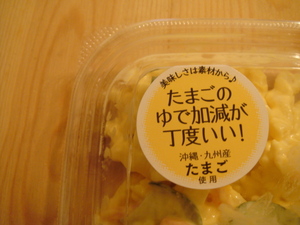 美味しさは素材から♪
たまごの
ゆで加減が
丁度いい!
沖縄・九州産
たまご
使用